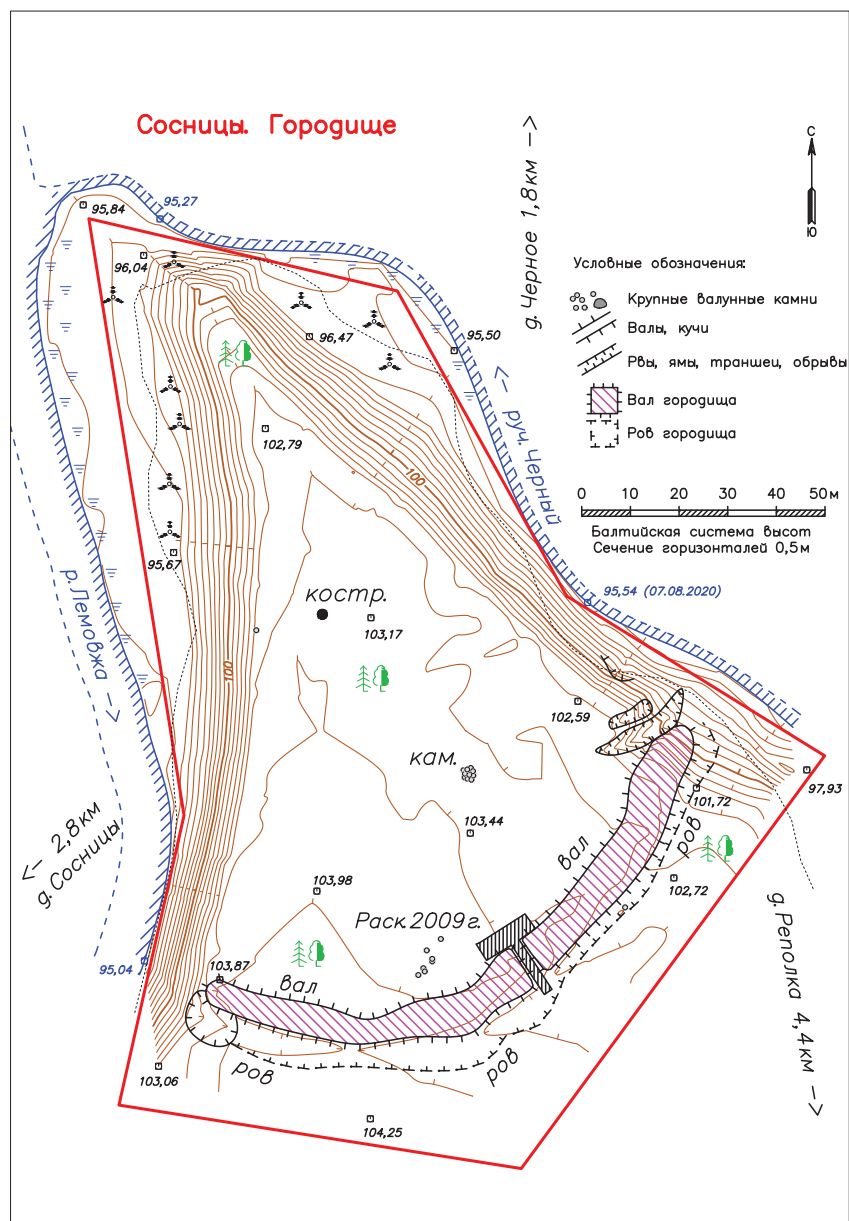 Сосницы. Городище
д. Черное 1,8км —>
С
Ю
Условные обозначения:
Крупные валунные камни
Валы, кучи
Рвы, ямы, траншеи, обрывы
Вал городища
Ров городища
0 10 20 30 40 50м
Балтийская система высот
Сечение горизонталей 0,5м
95,84
95,27
96,04
96,47
95,50
<— руч. Черный
102,79
100
95,67
р. Лемовжа —>
костр.
103,17
95,54 (07.08.2020)
100
102,59
кам.
97,93
101,72
103,44
вал
ров
<— 2,8км
д. Сосницы
102,72
103,98
Раск. 2009г.
д. Реполка 4,4км —>
95,04
103,87
вал
ров
ров
103,06
104,25